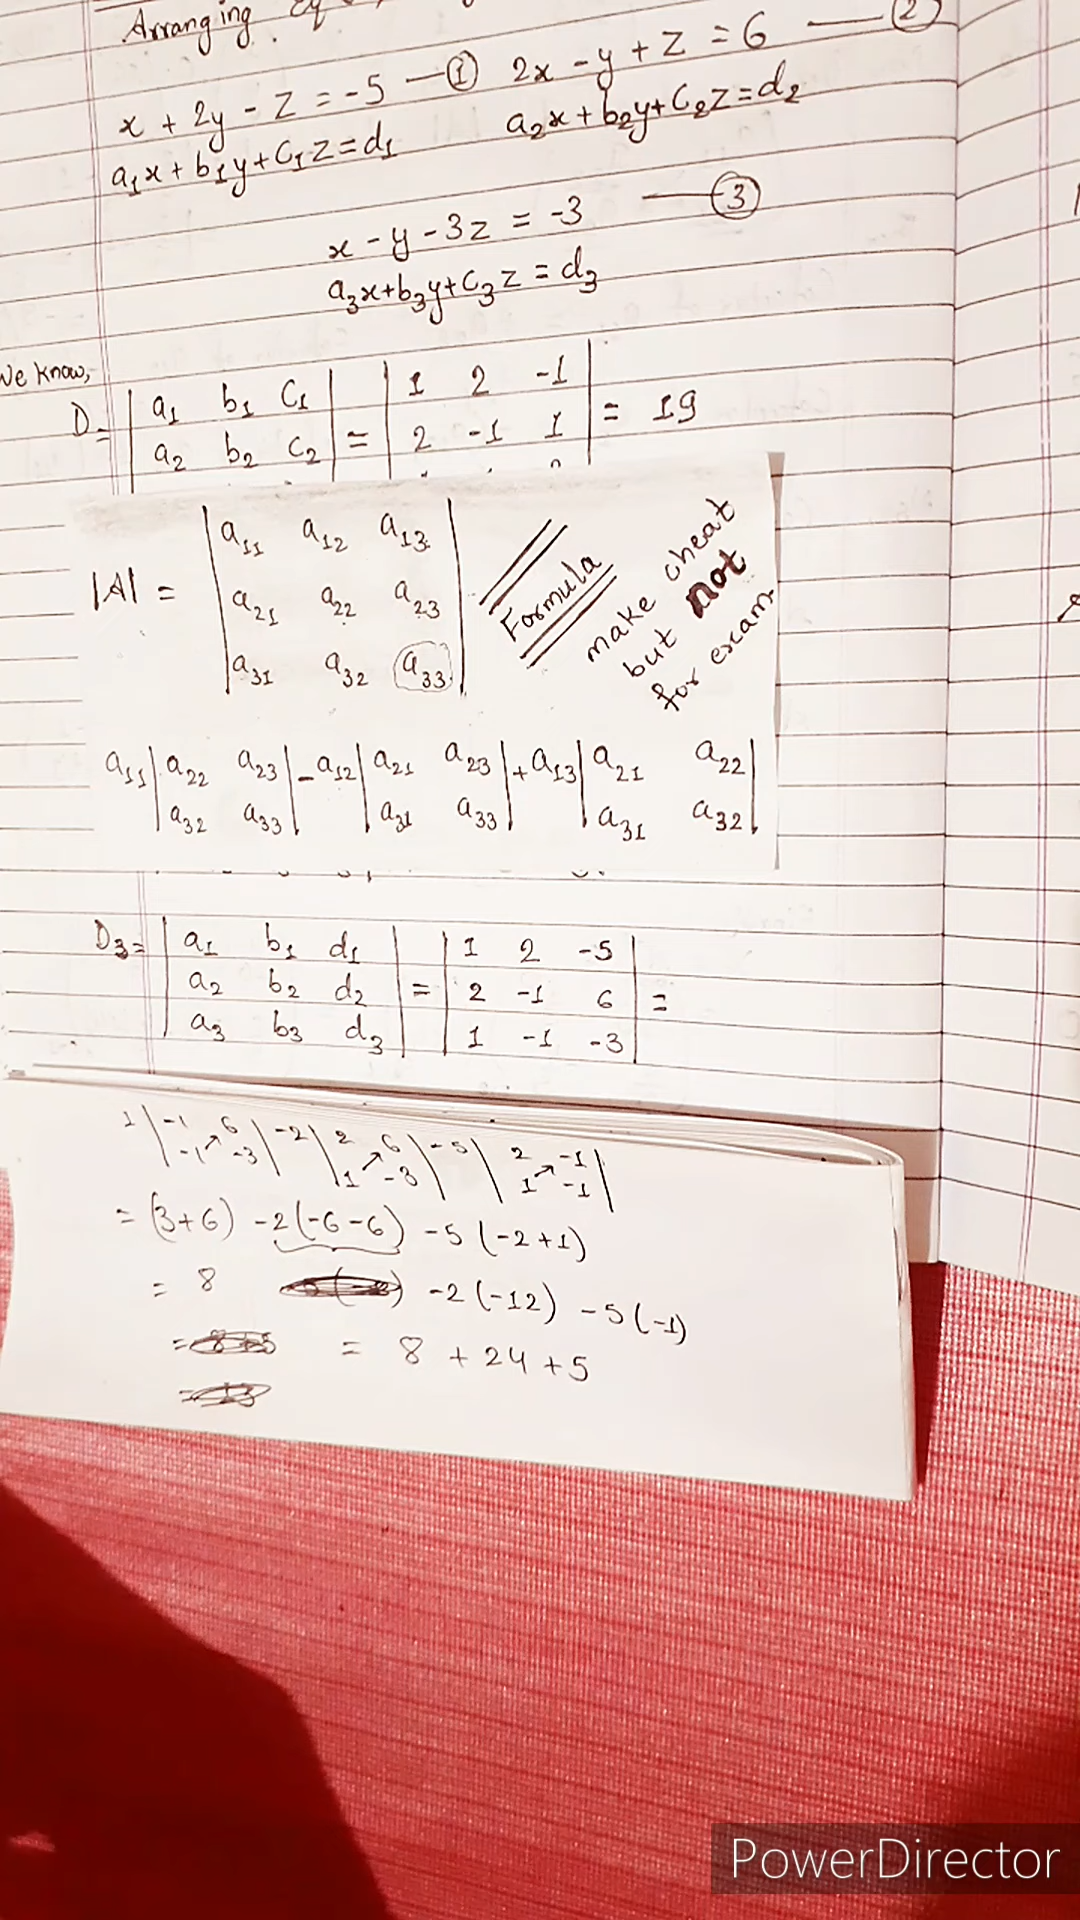 Arranging Eq
x + 2y - z = -5 — ① 2x - y + z = 6 — ②
a₁x + b₁y + c₁z = d₁ a₂x + b₂y + c₂z = d₂
x - y - 3z = -3 — ③
a₃x + b₃y + c₃z = d₃
We know,
D = | a₁ b₁ c₁ | = | 1 2 -1 | = 19
| a₂ b₂ c₂ | | 2 -1 1 |
|A| = | a₁₁ a₁₂ a₁₃ |
| a₂₁ a₂₂ a₂₃ |
| a₃₁ a₃₂ a₃₃ |
Formula
make cheat
but not
for exam
a₁₁ | a₂₂ a₂₃ | - a₁₂ | a₂₁ a₂₃ | + a₁₃ | a₂₁ a₂₂ |
| a₃₂ a₃₃ | | a₃₁ a₃₃ | | a₃₁ a₃₂ |
D₃ = | a₁ b₁ d₁ | | 1 2 -5 |
| a₂ b₂ d₂ | = | 2 -1 6 | =
| a₃ b₃ d₃ | | 1 -1 -3 |
1 | -1 6 | -2 | 2 6 | -5 | 2 -1 |
| -1 -3 | | 1 -3 | | 1 -1 |
= (3+6) -2(-6-6) -5(-2+1)
= 8 -2(-12) -5(-1)
= 8 + 24 + 5
PowerDirector